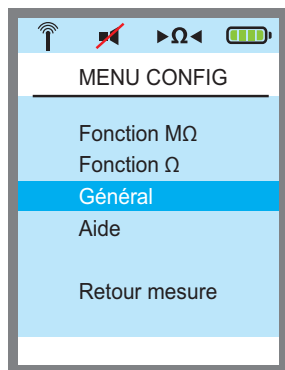 ►Ω◄
MENU CONFIG
Fonction MΩ
Fonction Ω
Général
Aide
Retour mesure